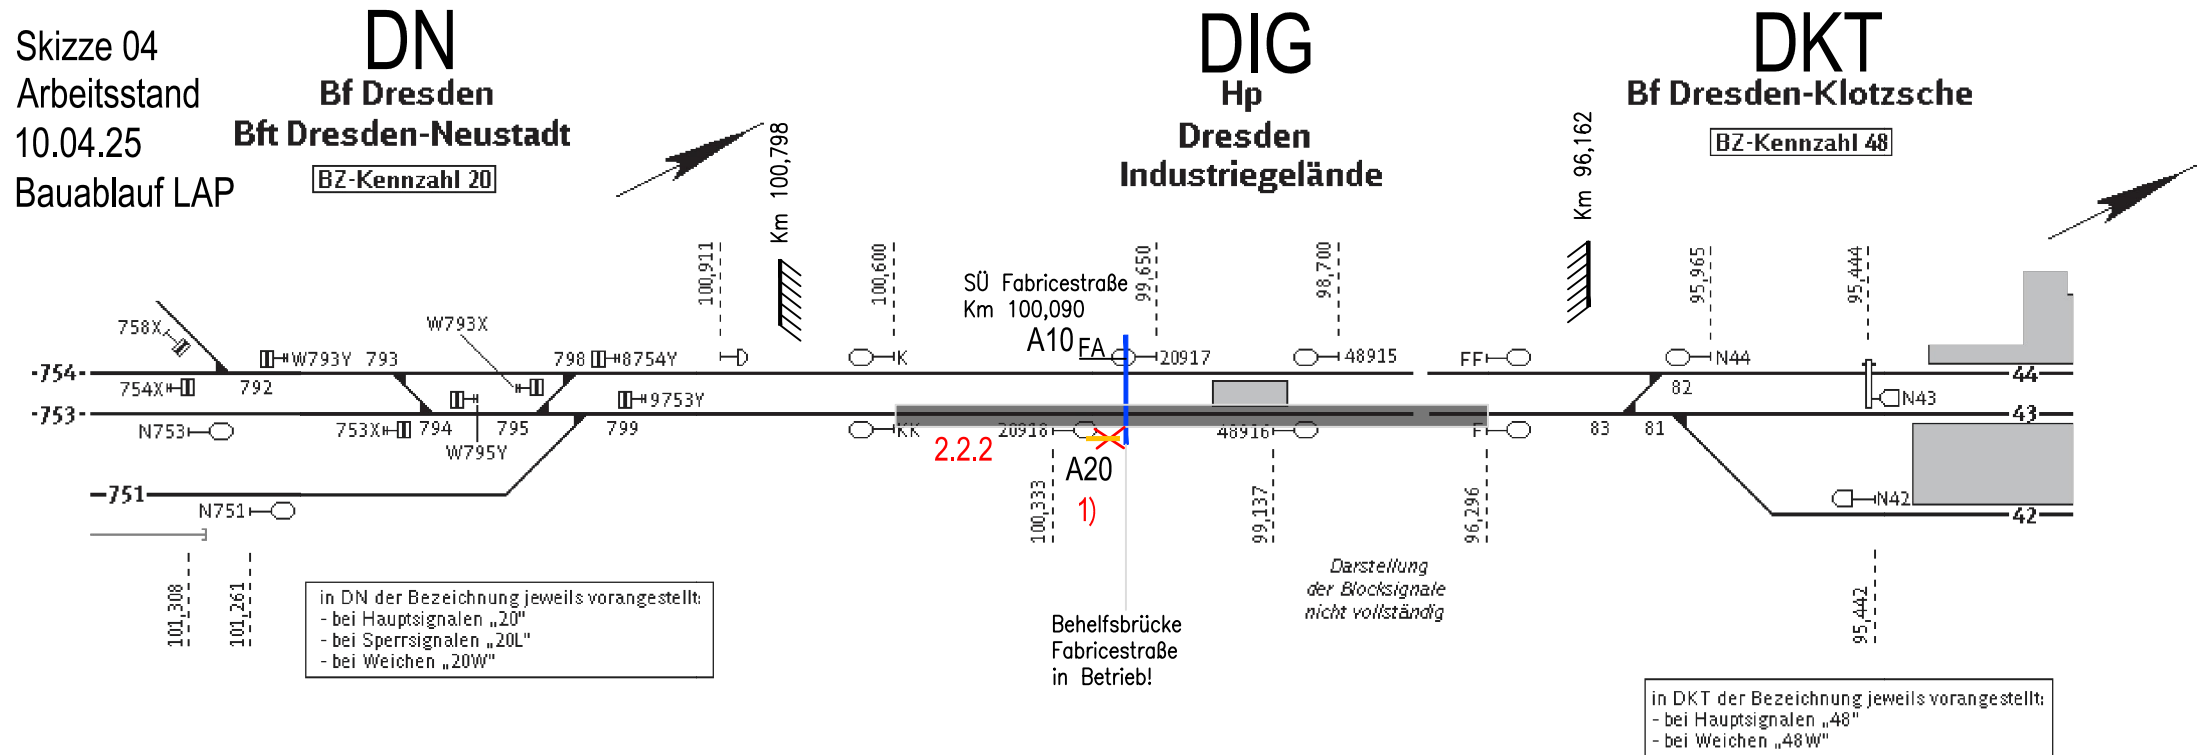 Skizze 04
Arbeitsstand
10.04.25
Bauablauf LAP
DN
Bf Dresden
Bft Dresden-Neustadt
BZ-Kennzahl 20
DIG
Hp
Dresden
Industriegelände
DKT
Bf Dresden-Klotzsche
BZ-Kennzahl 48
Km 100,798
Km 96,162
100,911
100,600
SÜ Fabricestraße
Km 100,090
99,650
98,700
95,965
95,444
758X
W793X
A10
FA
W793Y
793
798
8754Y
K
20917
48915
FF
N44
-754-
754X
792
44
82
9753Y
N43
-753-
43
N753
753X
794
795
799
KK
20918
48916
F
83
81
W795Y
2.2.2
A20
1)
-751-
N751
N42
42
100,333
99,137
96,296
101,308
101,261
95,442
Darstellung
der Blocksignale
nicht vollständig
in DN der Bezeichnung jeweils vorangestellt:
- bei Hauptsignalen „20"
- bei Sperrsignalen „20L"
- bei Weichen „20W"
Behelfsbrücke
Fabricestraße
in Betrieb!
in DKT der Bezeichnung jeweils vorangestellt:
- bei Hauptsignalen „48"
- bei Weichen „48W"